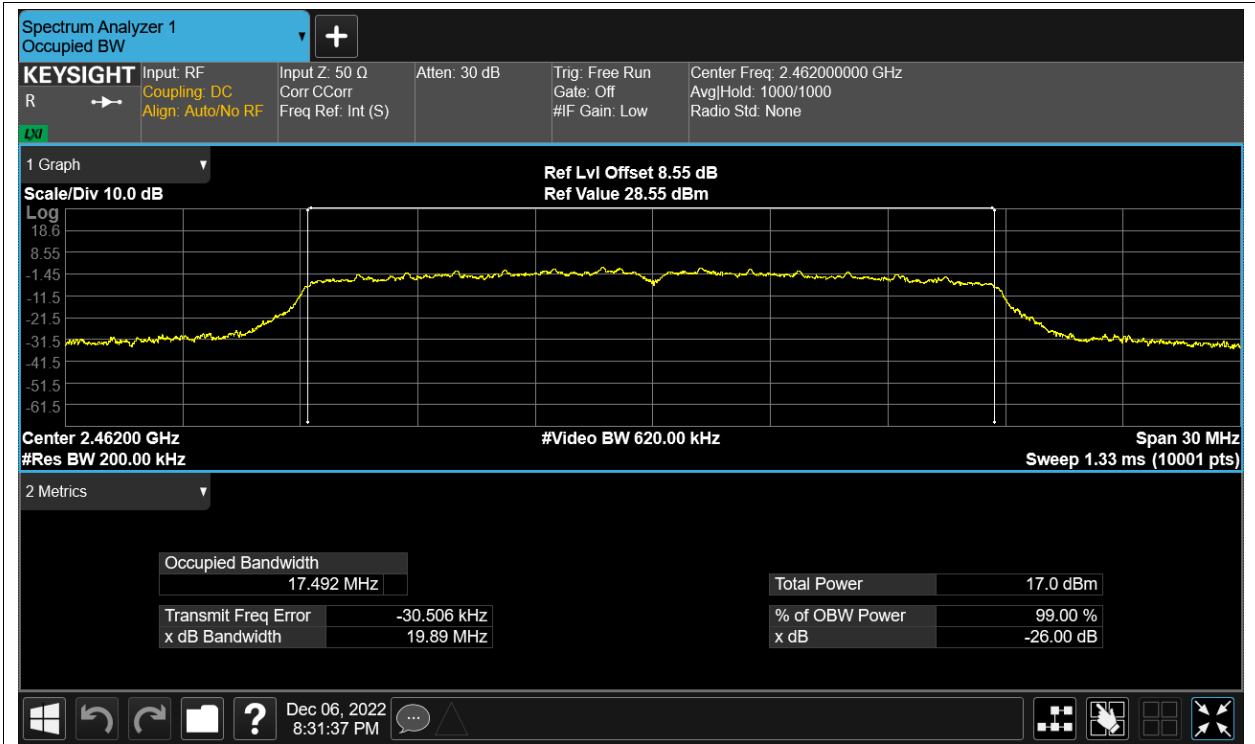 Spectrum Analyzer 1
Occupied BW
KEYSIGHT
R
LXI
Input: RF
Coupling: DC
Align: Auto/No RF
Input Z: 50 Ω
Corr CCorr
Freq Ref: Int (S)
Atten: 30 dB
Trig: Free Run
Gate: Off
#IF Gain: Low
Center Freq: 2.462000000 GHz
Avg|Hold: 1000/1000
Radio Std: None
1 Graph
Scale/Div 10.0 dB
Ref Lvl Offset 8.55 dB
Ref Value 28.55 dBm
Log
18.6
8.55
-1.45
-11.5
-21.5
-31.5
-41.5
-51.5
-61.5
Center 2.46200 GHz
#Video BW 620.00 kHz
Span 30 MHz
#Res BW 200.00 kHz
Sweep 1.33 ms (10001 pts)
2 Metrics
Occupied Bandwidth
17.492 MHz
Transmit Freq Error -30.506 kHz
x dB Bandwidth 19.89 MHz
Total Power 17.0 dBm
% of OBW Power 99.00 %
x dB -26.00 dB
?
Dec 06, 2022
8:31:37 PM